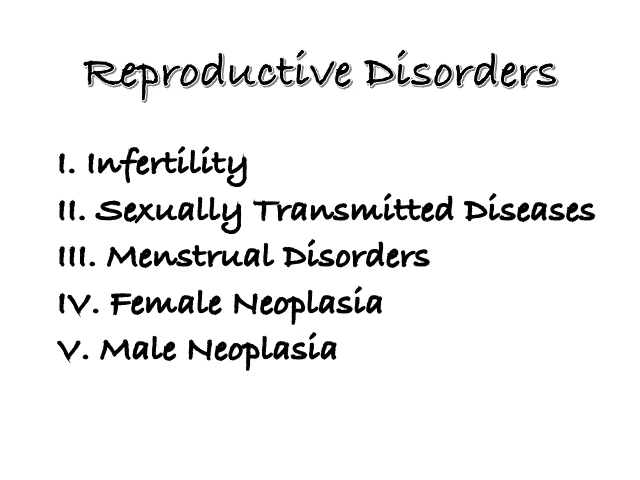 Reproductive Disorders
I. Infertility
II. Sexually Transmitted Diseases
III. Menstrual Disorders
IV. Female Neoplasia
V. Male Neoplasia